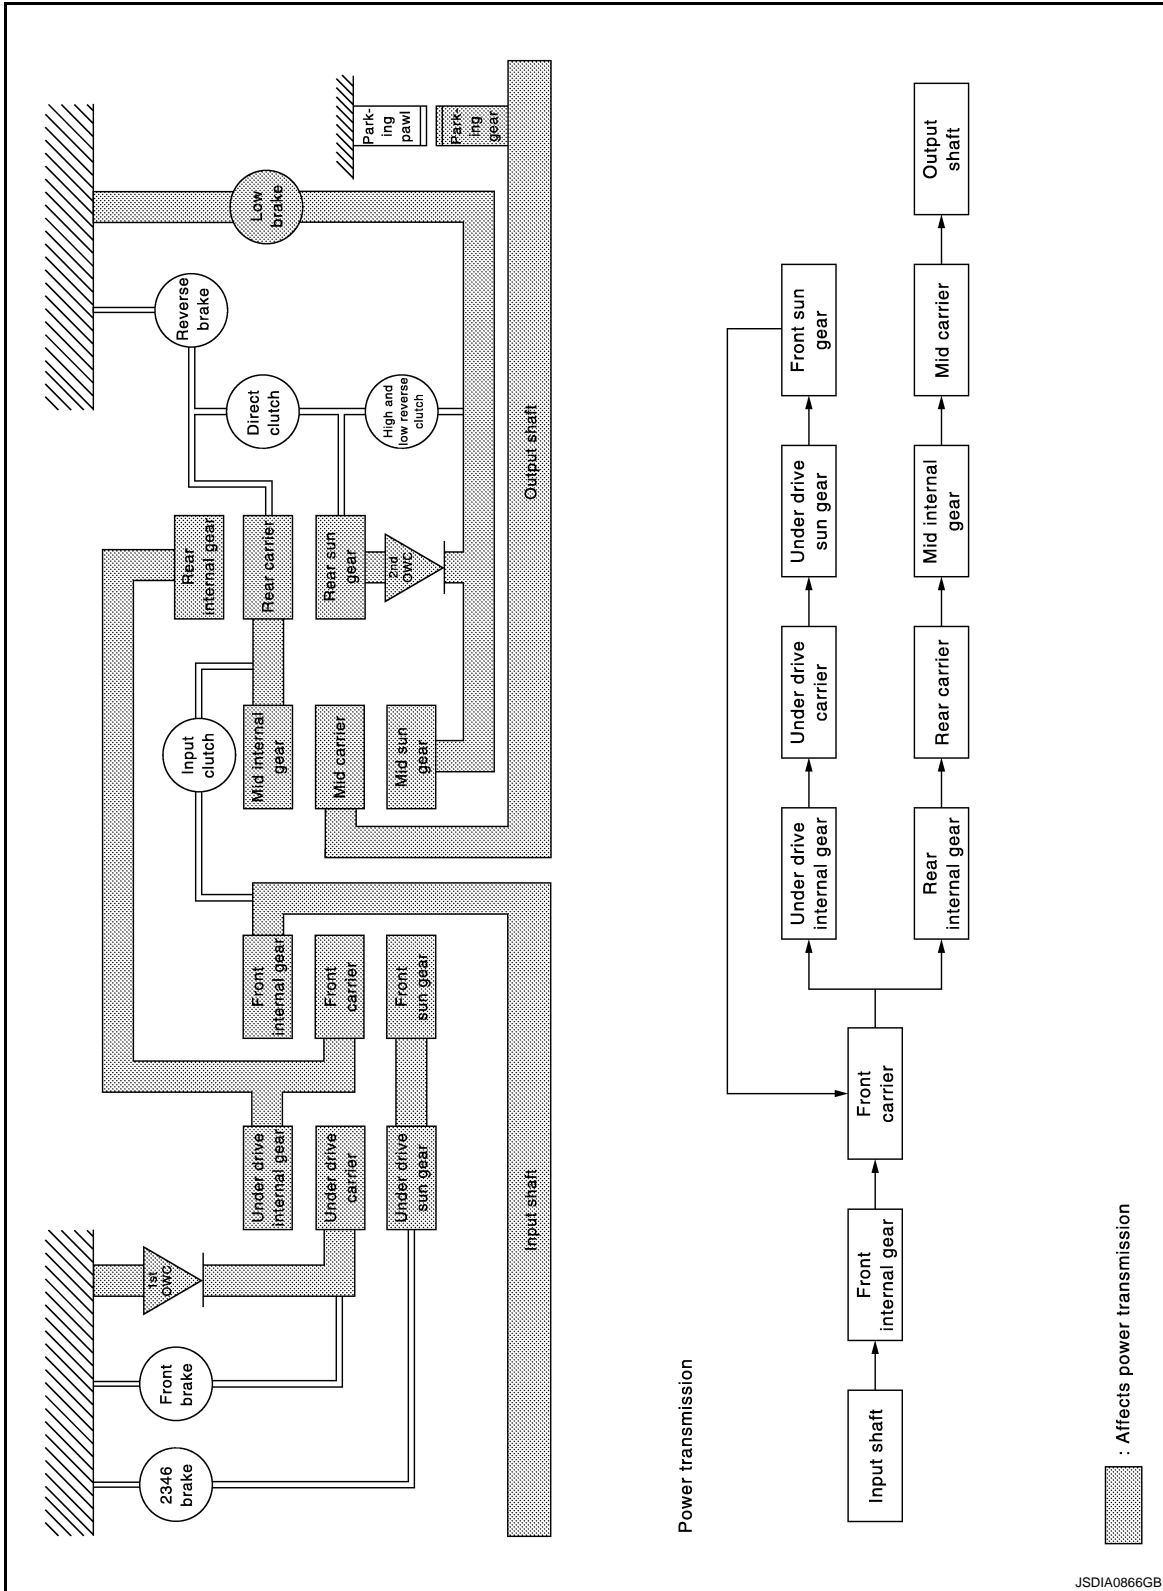 2346
brake
Front
brake
1st
OWC
Under drive
internal gear
Under drive
carrier
Under drive
sun gear
Front
internal gear
Front
carrier
Front
sun gear
Input shaft
Input
clutch
Mid internal
gear
Mid carrier
Mid sun
gear
Rear
internal gear
Rear carrier
Rear sun
gear
2nd
OWC
Direct
clutch
High and
low reverse
clutch
Reverse
brake
Low
brake
Park-
ing
pawl
Park-
ing
gear
Output shaft
Power transmission
Input shaft
Front
internal gear
Front
carrier
Under drive
internal gear
Under drive
carrier
Under drive
sun gear
Front sun
gear
Rear
internal gear
Rear carrier
Mid internal
gear
Mid carrier
Output
shaft
: Affects power transmission
JSDIA0866GB